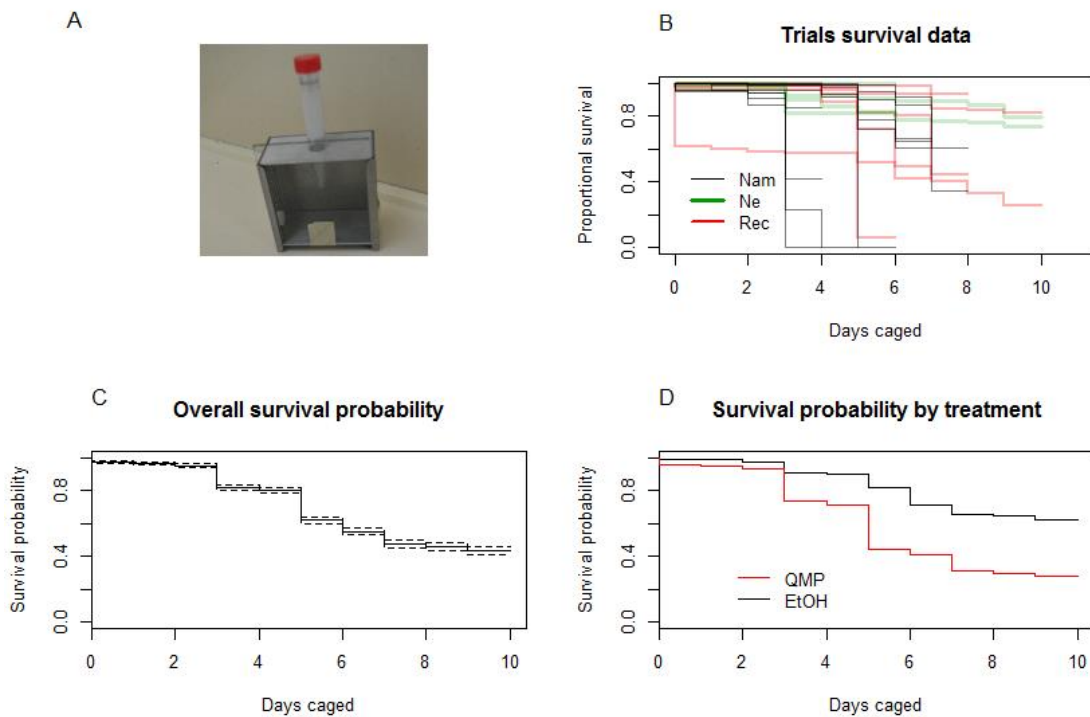 A
B
Trials survival data
Proportional survival
0.0 0.4 0.8
Nam
Ne
Rec
0 2 4 6 8 10
Days caged
C
Overall survival probability
Survival probability
0.0 0.4 0.8
0 2 4 6 8 10
Days caged
D
Survival probability by treatment
Survival probability
0.0 0.4 0.8
QMP
EtOH
0 2 4 6 8 10
Days caged